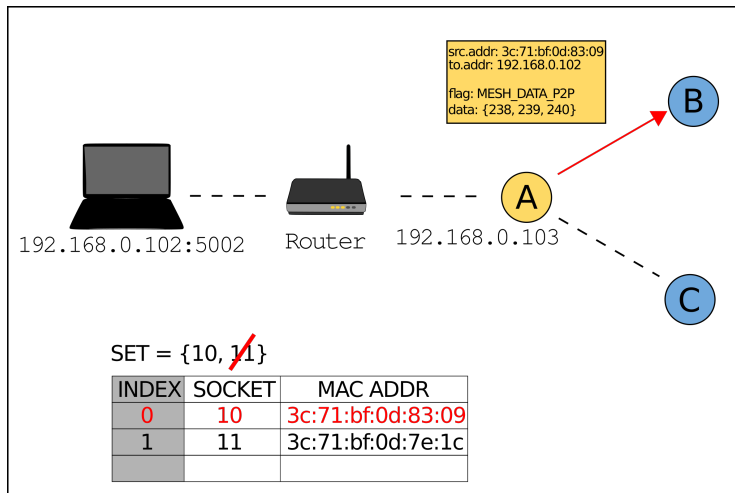 src.addr: 3c:71:bf:0d:83:09
to.addr: 192.168.0.102
flag: MESH_DATA_P2P
data: {238, 239, 240}
B
A
192.168.0.102:5002
Router
192.168.0.103
C
SET = {10, 11}
INDEX SOCKET MAC ADDR
0 10 3c:71:bf:0d:83:09
1 11 3c:71:bf:0d:7e:1c